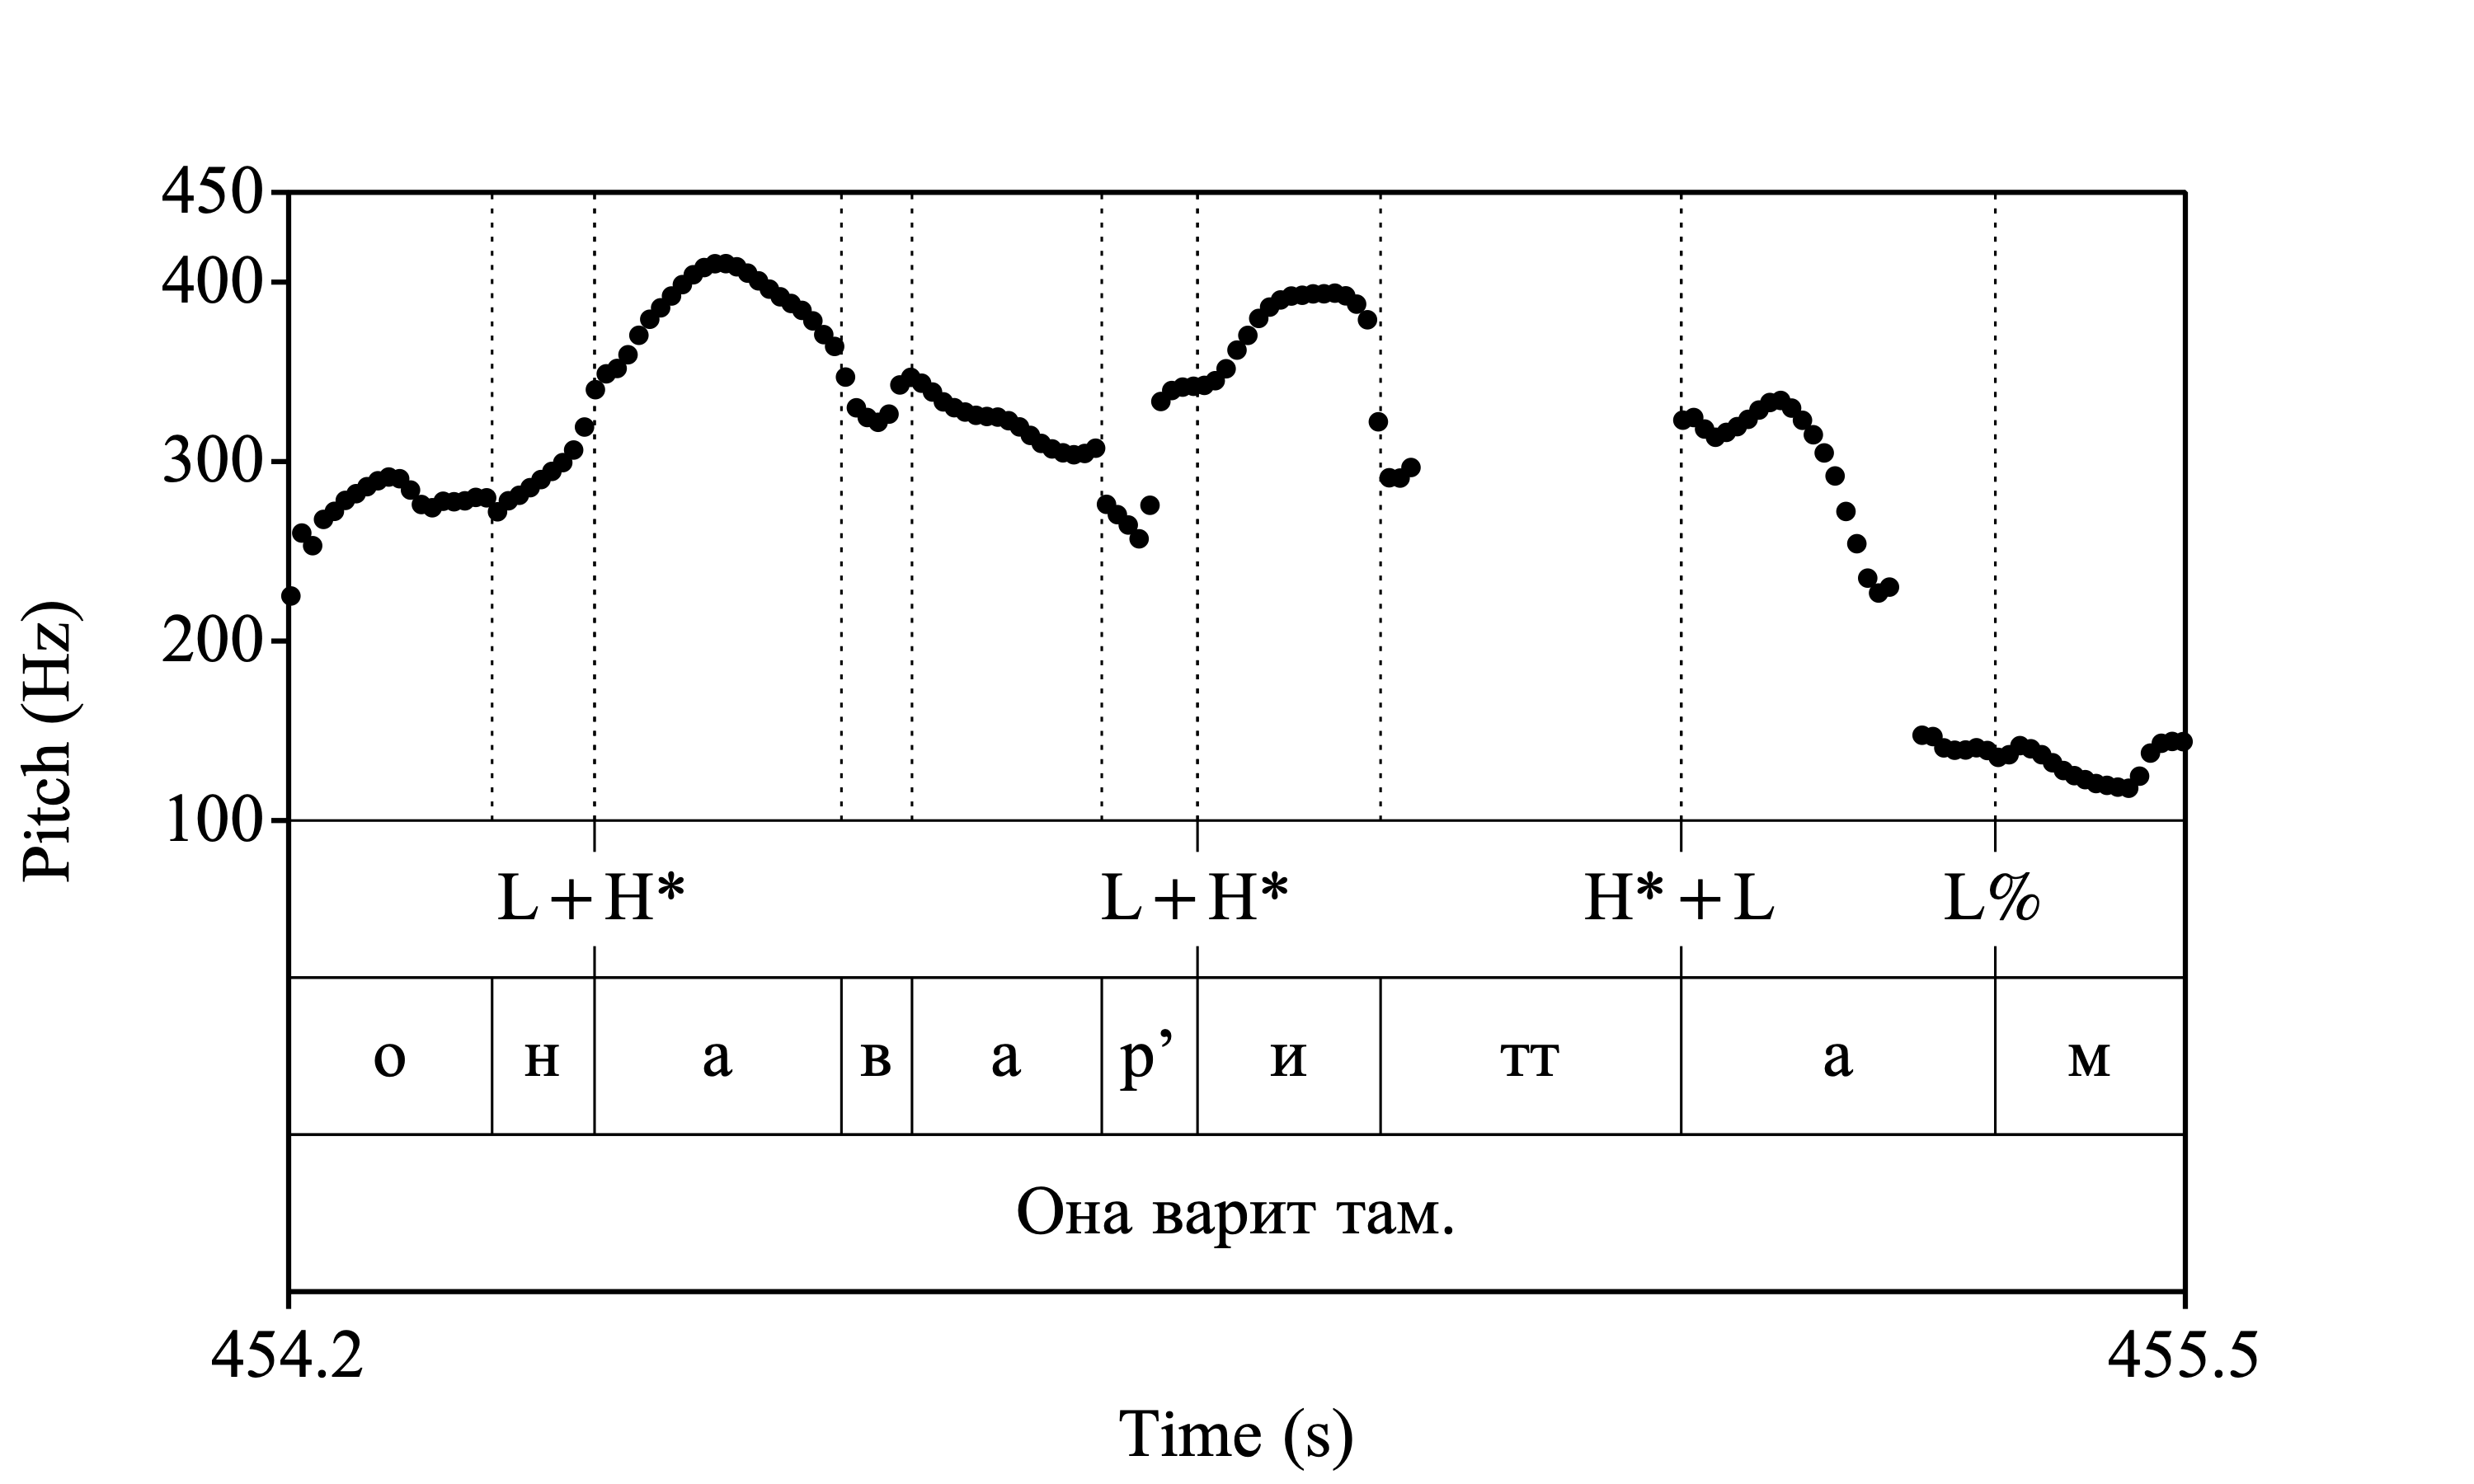 450
400
300
200
100
Pitch (Hz)
L+H* L+H* H*+L L%
о н а в а р’ и тт а м
Она варит там.
454.2 455.5
Time (s)